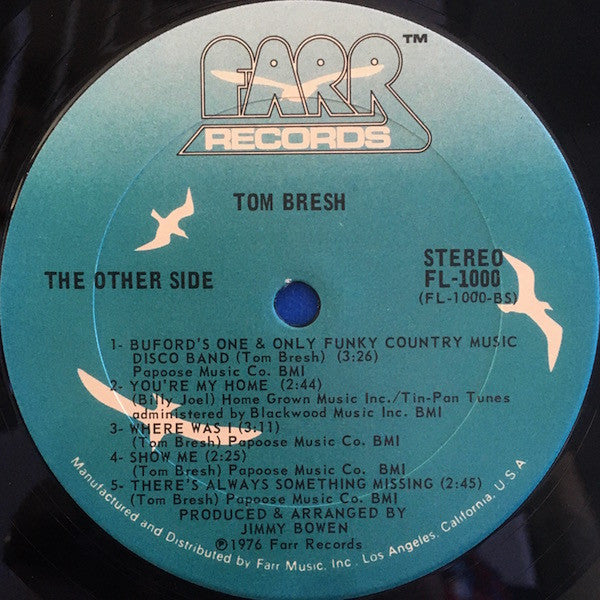 FARR
TM
RECORDS
TOM BRESH
THE OTHER SIDE
STEREO
FL-1000
(FL-1000-BS)
1- BUFORD'S ONE & ONLY FUNKY COUNTRY MUSIC
DISCO BAND (Tom Bresh) (3:26)
Papoose Music Co. BMI
2- YOU'RE MY HOME (2:44)
(Billy Joel) Home Grown Music Inc./Tin-Pan Tunes
administered by Blackwood Music Inc. BMI
3- WHERE WAS I (3:11)
(Tom Bresh) Papoose Music Co. BMI
4- SHOW ME (2:25)
(Tom Bresh) Papoose Music Co. BMI
5- THERE'S ALWAYS SOMETHING MISSING (2:45)
(Tom Bresh) Papoose Music Co. BMI
PRODUCED & ARRANGED BY
JIMMY BOWEN
℗1976 Farr Records
Manufactured and Distributed by Farr Music, Inc. Los Angeles, California, U.S.A